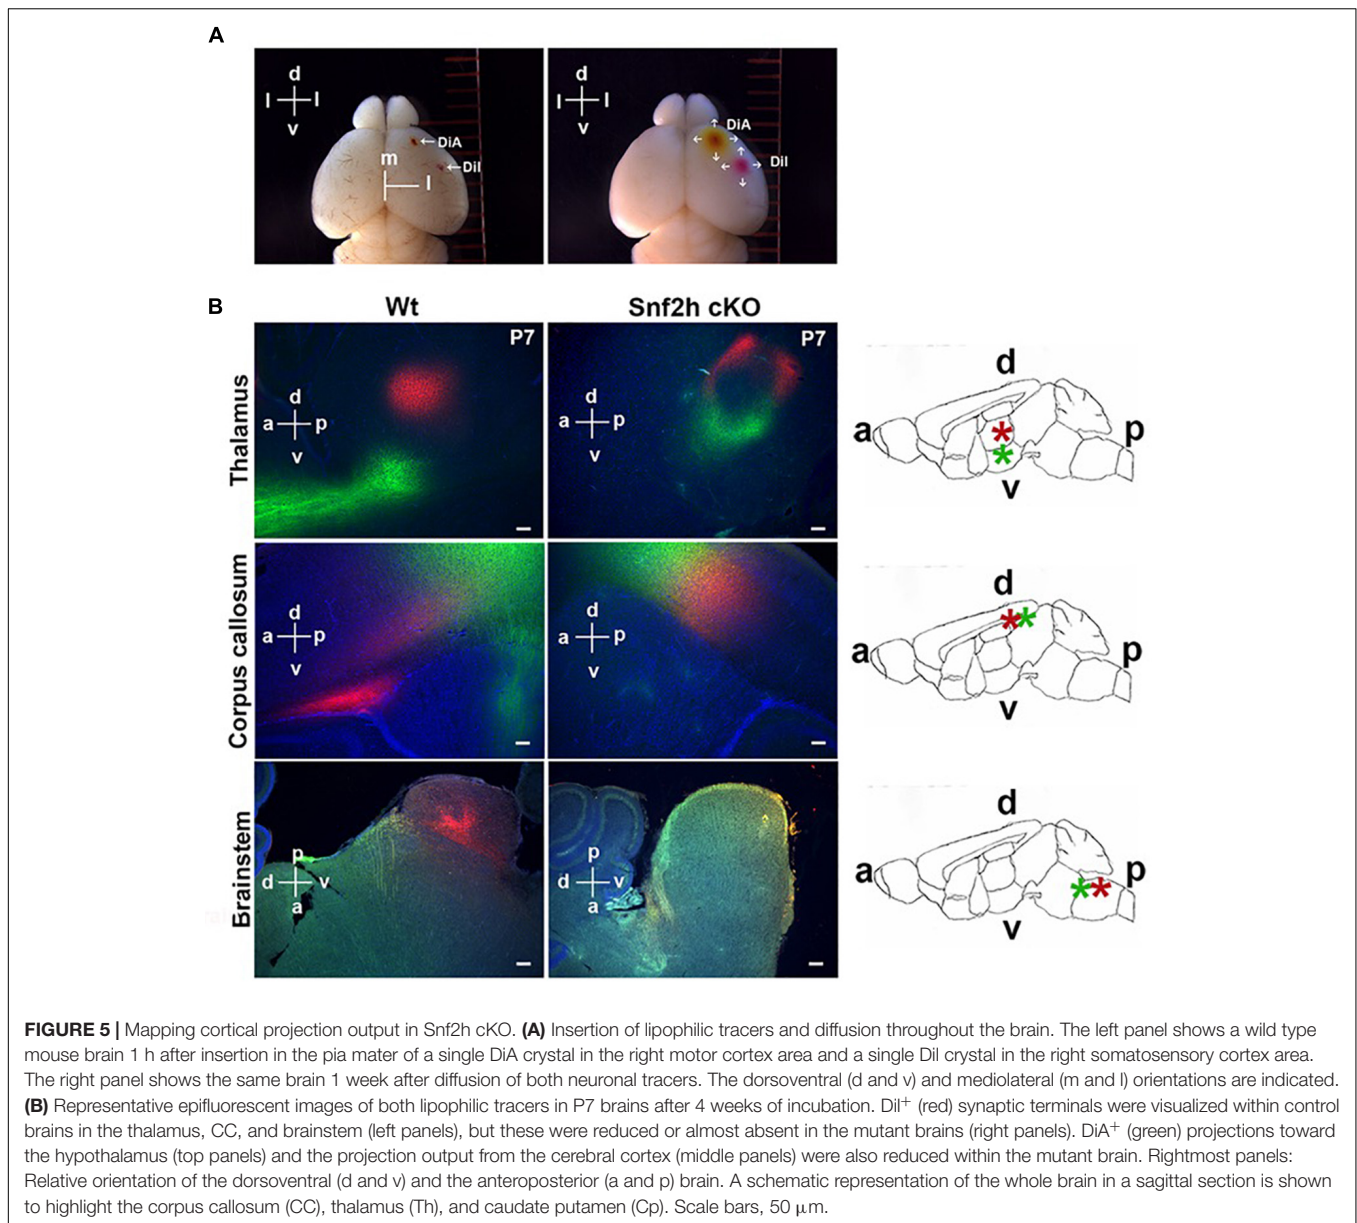 A
d
l l
v
DiA
m
DiI
l
d
l l
v
DiA
DiI
B
Wt
Snf2h cKO
Thalamus
P7
d
a p
v
P7
d
a p
v
d
a p
v
Corpus callosum
d
a p
v
d
a p
v
d
a p
v
Brainstem
p
d v
a
p
d v
a
d
a p
v
FIGURE 5 | Mapping cortical projection output in Snf2h cKO. (A) Insertion of lipophilic tracers and diffusion throughout the brain. The left panel shows a wild type
mouse brain 1 h after insertion in the pia mater of a single DiA crystal in the right motor cortex area and a single DiI crystal in the right somatosensory cortex area.
The right panel shows the same brain 1 week after diffusion of both neuronal tracers. The dorsoventral (d and v) and mediolateral (m and l) orientations are indicated.
(B) Representative epifluorescent images of both lipophilic tracers in P7 brains after 4 weeks of incubation. DiI+ (red) synaptic terminals were visualized within control
brains in the thalamus, CC, and brainstem (left panels), but these were reduced or almost absent in the mutant brains (right panels). DiA+ (green) projections toward
the hypothalamus (top panels) and the projection output from the cerebral cortex (middle panels) were also reduced within the mutant brain. Rightmost panels:
Relative orientation of the dorsoventral (d and v) and the anteroposterior (a and p) brain. A schematic representation of the whole brain in a sagittal section is shown
to highlight the corpus callosum (CC), thalamus (Th), and caudate putamen (Cp). Scale bars, 50 μm.